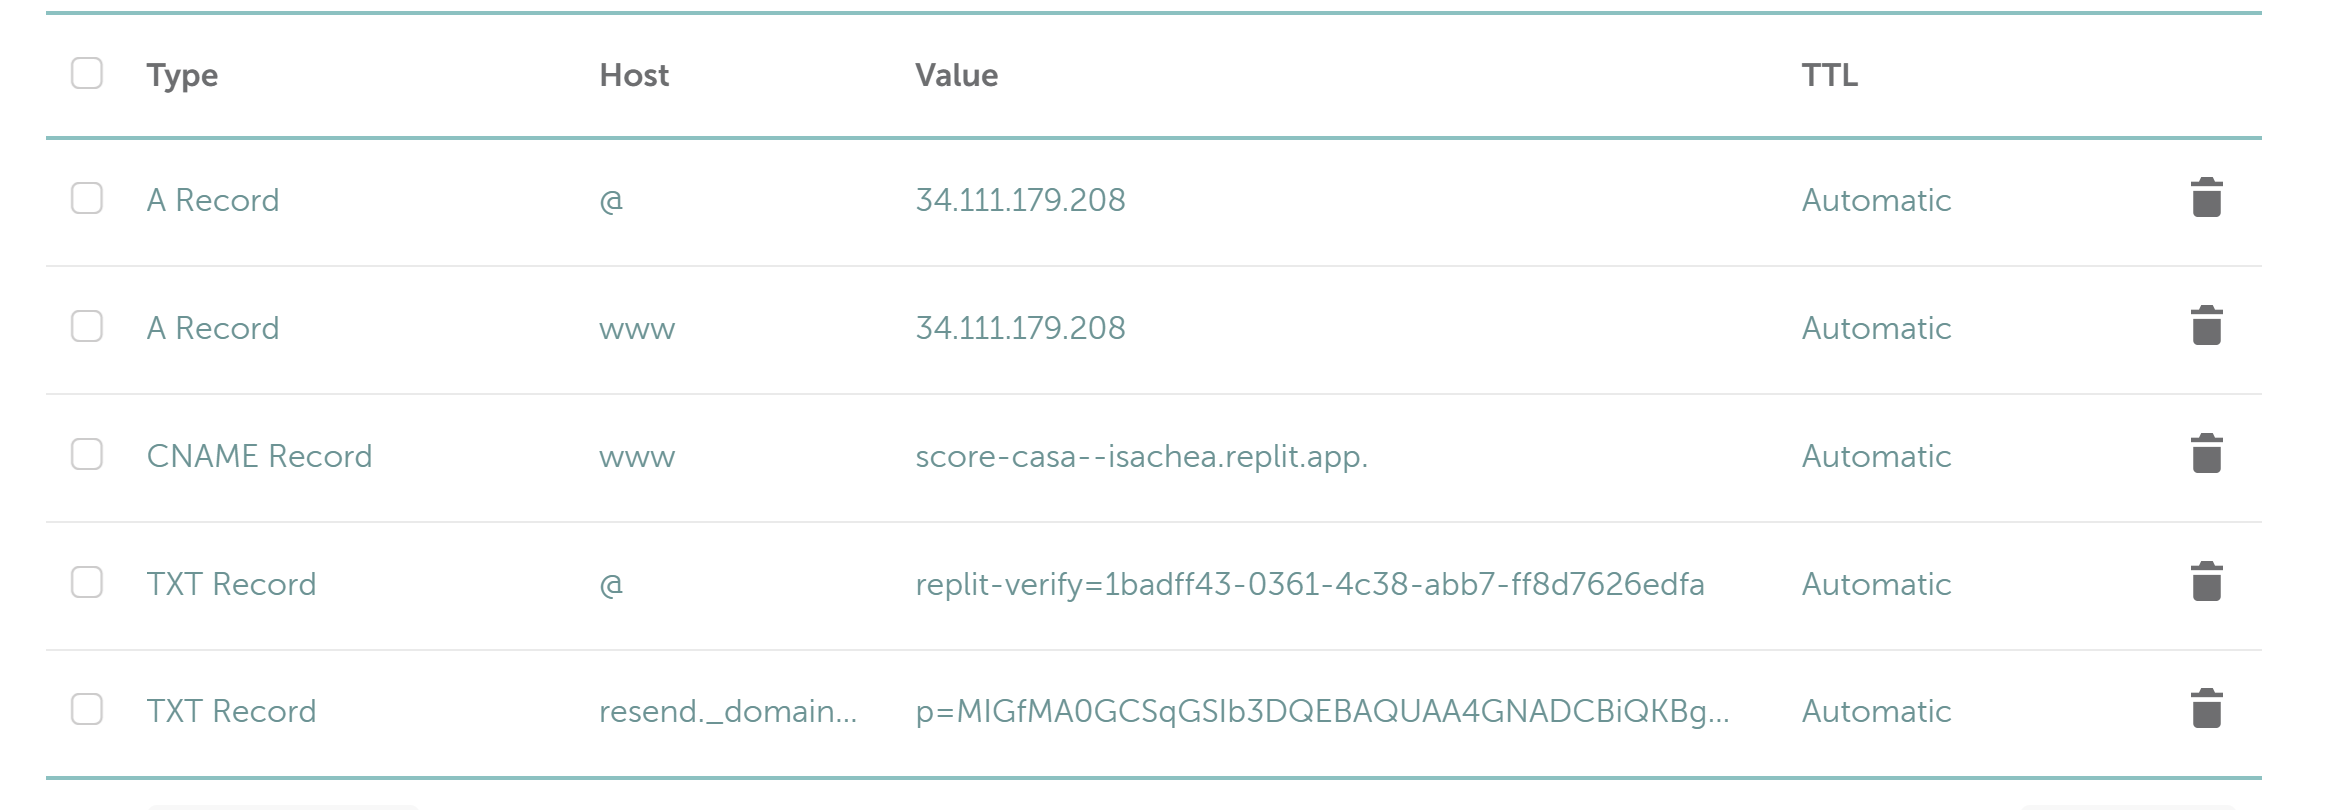 Type Host Value TTL
A Record @ 34.111.179.208 Automatic
A Record www 34.111.179.208 Automatic
CNAME Record www score-casa--isachea.replit.app. Automatic
TXT Record @ replit-verify=1badff43-0361-4c38-abb7-ff8d7626edfa Automatic
TXT Record resend._domain... p=MIGfMA0GCSqGSIb3DQEBAQUAA4GNADCBiQKBg... Automatic